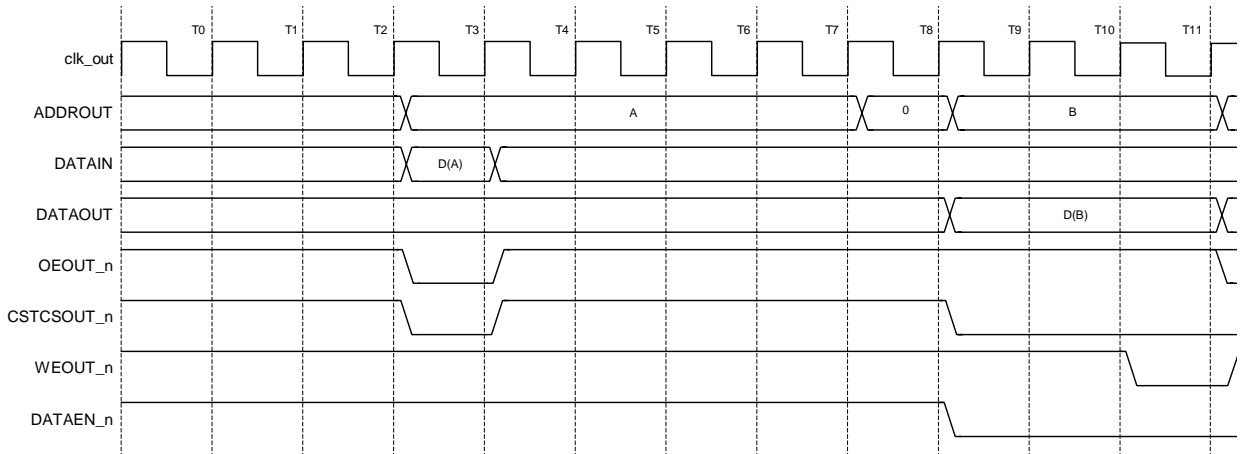 T0 T1 T2 T3 T4 T5 T6 T7 T8 T9 T10 T11
clk_out
ADDROUT A 0 B
DATAIN D(A)
DATAOUT D(B)
OEOUT_n
CSTCSOUT_n
WEOUT_n
DATAEN_n